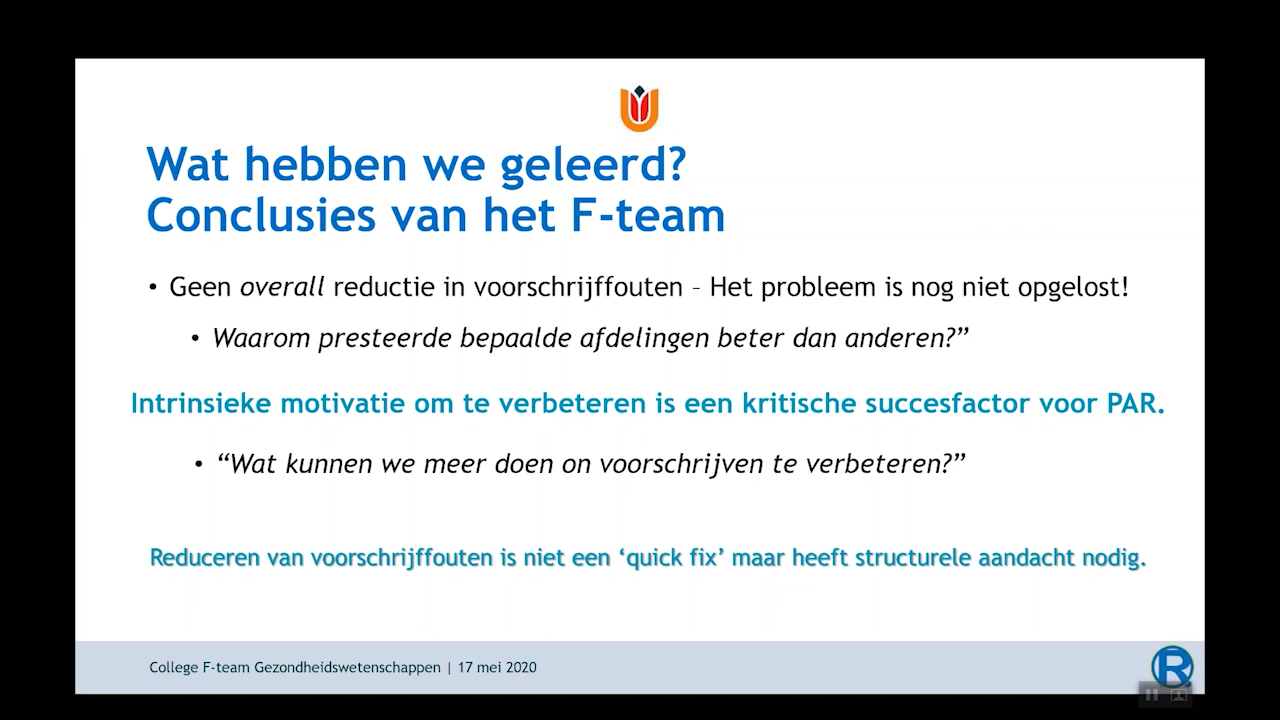 Wat hebben we geleerd?
Conclusies van het F-team
• Geen overall reductie in voorschrijffouten – Het probleem is nog niet opgelost!
• Waarom presteerde bepaalde afdelingen beter dan anderen?”
Intrinsieke motivatie om te verbeteren is een kritische succesfactor voor PAR.
• “Wat kunnen we meer doen on voorschrijven te verbeteren?”
Reduceren van voorschrijffouten is niet een ‘quick fix’ maar heeft structurele aandacht nodig.
College F-team Gezondheidswetenschappen | 17 mei 2020
R